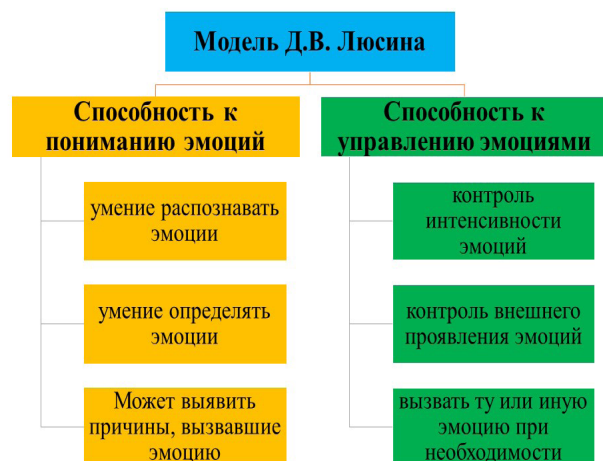 Модель Д.В. Люсина
Способность к
пониманию эмоций
умение распознавать
эмоции
умение определять
эмоции
Может выявить
причины, вызвавшие
эмоцию
Способность к
управлению эмоциями
контроль
интенсивности
эмоций
контроль внешнего
проявления эмоций
вызвать ту или иную
эмоцию при
необходимости